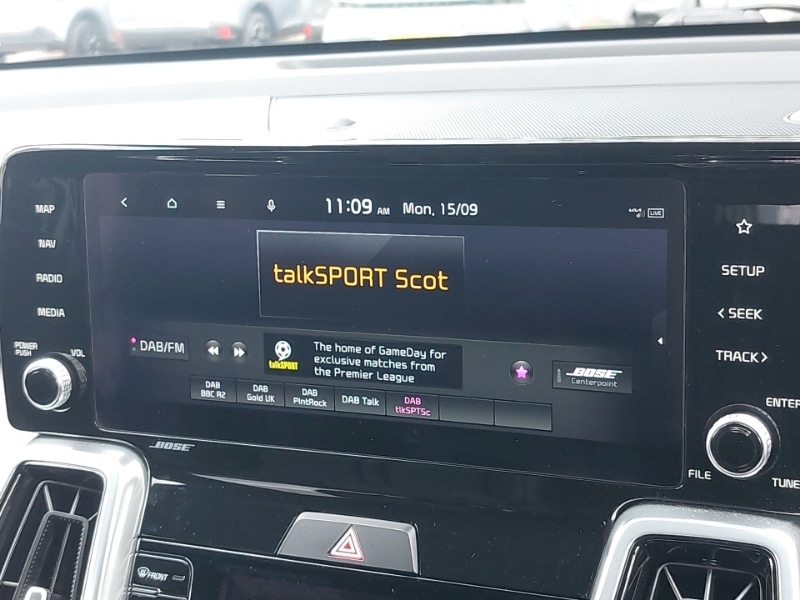 11:09 AM Mon, 15/09
LIVE
MAP
NAV
RADIO
MEDIA
POWER
PUSH
VOL
talkSPORT Scot
DAB/FM
talkSPORT
The home of GameDay for
exclusive matches from
the Premier League
BOSE
Centerpoint
DAB
BBC R2
DAB
Gold UK
DAB
PlntRock
DAB Talk
DAB
tlkSPTSc
BOSE
SETUP
< SEEK
TRACK >
ENTER
FILE
TUNE
FRONT